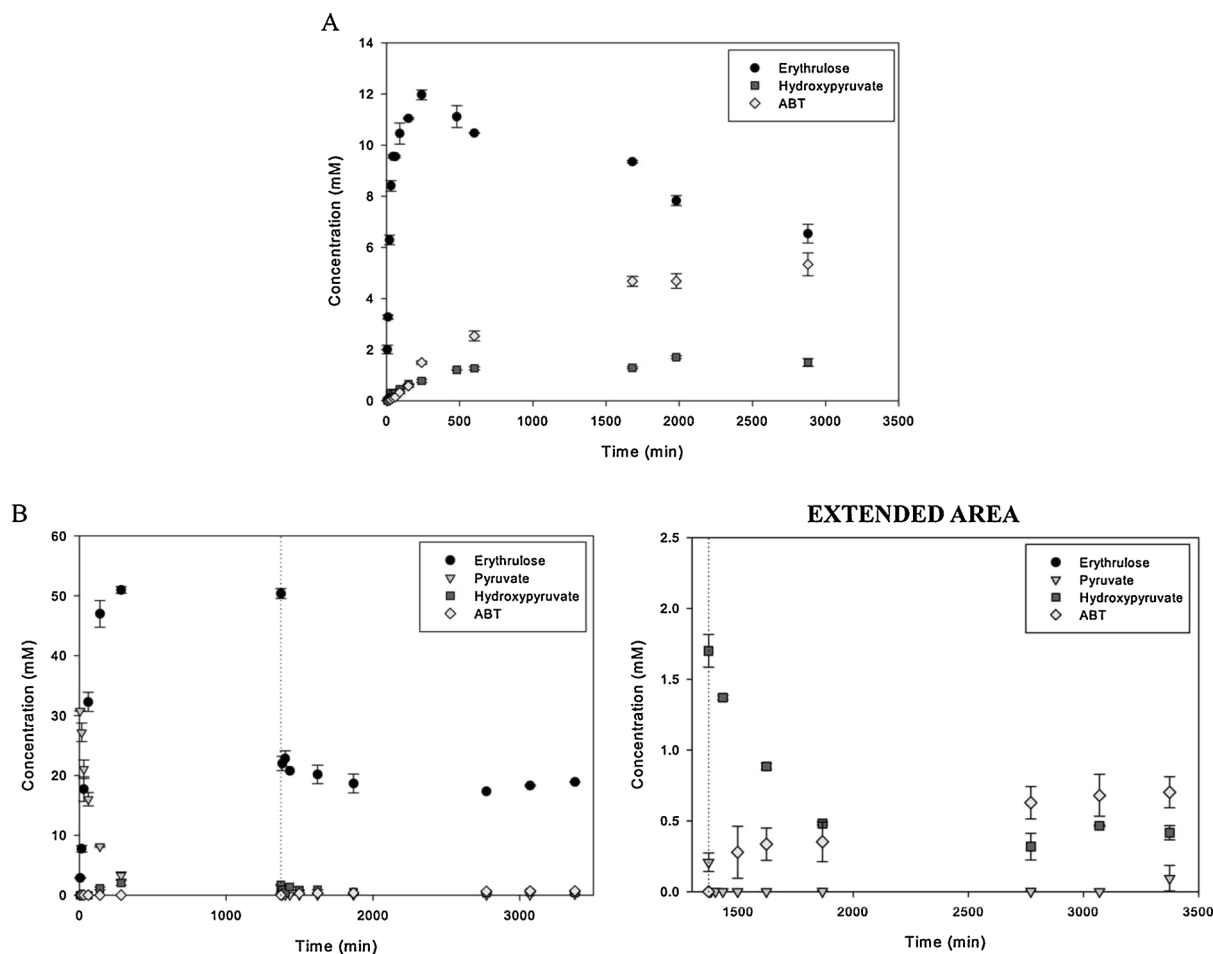 A
14
12
10
8
6
4
2
0
Concentration (mM)
Erythrulose
Hydroxypyruvate
ABT
0 500 1000 1500 2000 2500 3000 3500
Time (min)
B
60
50
40
30
20
10
0
Concentration (mM)
Erythrulose
Pyruvate
Hydroxypyruvate
ABT
0 1000 2000 3000
Time (min)
EXTENDED AREA
2.5
2.0
1.5
1.0
0.5
0.0
Concentration (mM)
Erythrulose
Pyruvate
Hydroxypyruvate
ABT
1500 2000 2500 3000 3500
Time (min)